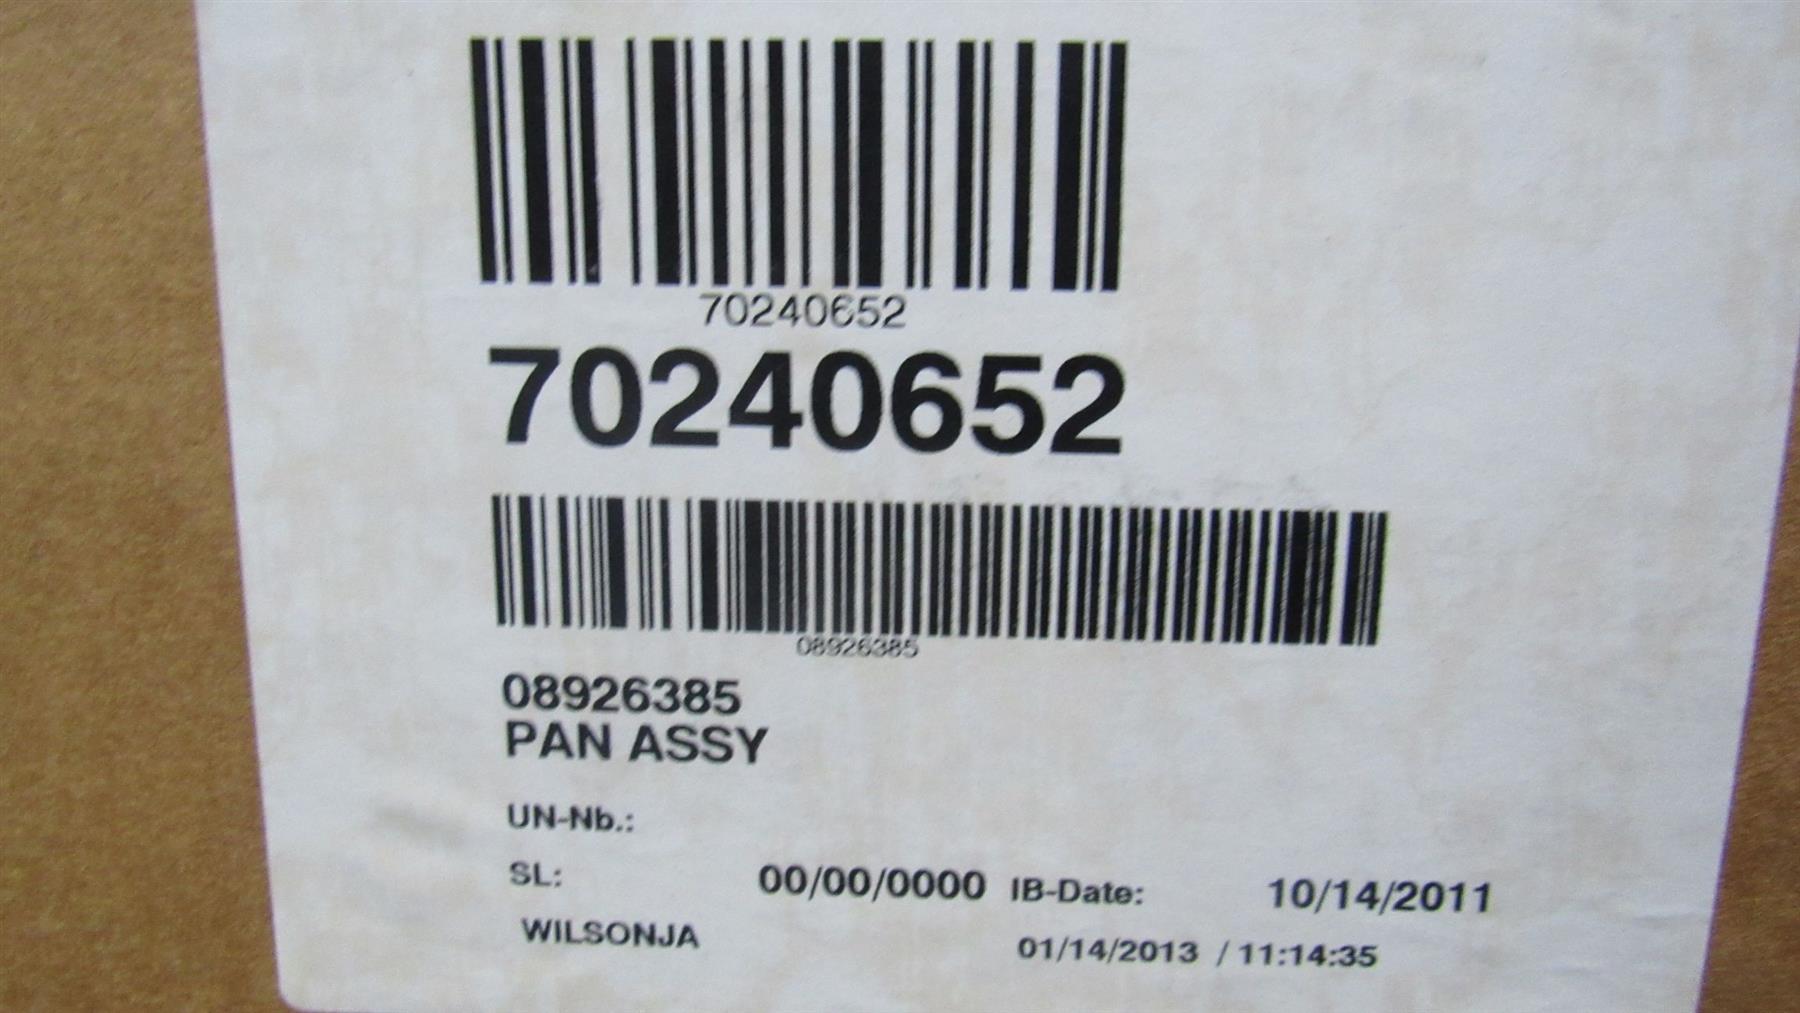 70240652
70240652
08926385
08926385
PAN ASSY
UN-Nb.:
SL: 00/00/0000 IB-Date: 10/14/2011
WILSONJA 01/14/2013 / 11:14:35